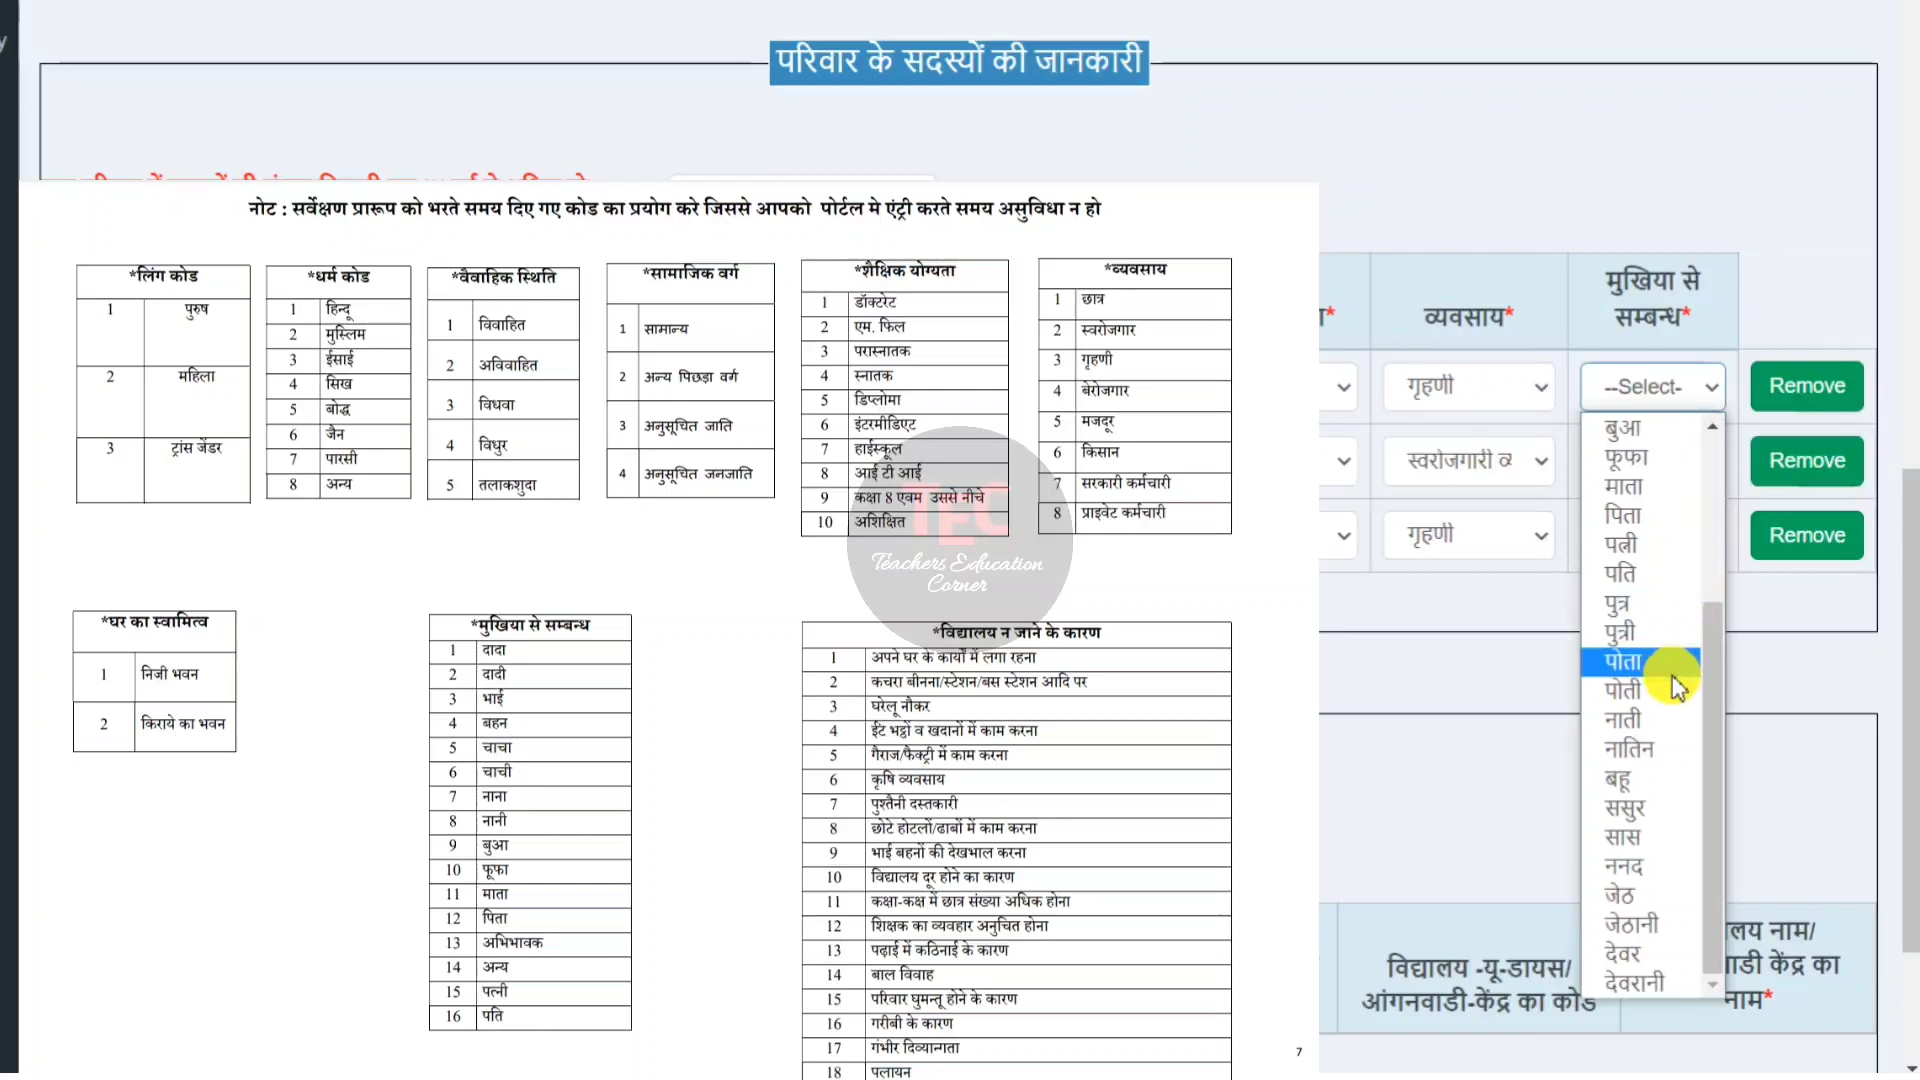 परिवार के सदस्यों की जानकारी
नोट : सर्वेक्षण प्रारूप को भरते समय दिए गए कोड का प्रयोग करे जिससे आपको पोर्टल मे एंट्री करते समय असुविधा न हो
*लिंग कोड
1 पुरुष
2 महिला
3 ट्रांस जेंडर
*धर्म कोड
1 हिन्दू
2 मुस्लिम
3 ईसाई
4 सिख
5 बोद्ध
6 जैन
7 पारसी
8 अन्य
*वैवाहिक स्थिति
1 विवाहित
2 अविवाहित
3 विधवा
4 विधुर
5 तलाकशुदा
*सामाजिक वर्ग
1 सामान्य
2 अन्य पिछड़ा वर्ग
3 अनुसूचित जाति
4 अनुसूचित जनजाति
*शैक्षिक योग्यता
1 डॉक्टरेट
2 एम. फिल
3 परास्नातक
4 स्नातक
5 डिप्लोमा
6 इंटरमीडिएट
7 हाईस्कूल
8 आई टी आई
9 कक्षा 8 एवम उससे नीचे
10 अशिक्षित
*व्यवसाय
1 छात्र
2 स्वरोजगार
3 गृहणी
4 बेरोजगार
5 मजदूर
6 किसान
7 सरकारी कर्मचारी
8 प्राइवेट कर्मचारी
TEC
Teachers Education
Corner
*घर का स्वामित्व
1 निजी भवन
2 किराये का भवन
*मुखिया से सम्बन्ध
1 दादा
2 दादी
3 भाई
4 बहन
5 चाचा
6 चाची
7 नाना
8 नानी
9 बुआ
10 फूफा
11 माता
12 पिता
13 अभिभावक
14 अन्य
15 पत्नी
16 पति
*विद्यालय न जाने के कारण
1 अपने घर के कार्यों में लगा रहना
2 कचरा बीनना/स्टेशन/बस स्टेशन आदि पर
3 घरेलू नौकर
4 ईंट भट्टों व खदानों में काम करना
5 गैराज/फैक्ट्री में काम करना
6 कृषि व्यवसाय
7 पुश्तैनी दस्तकारी
8 छोटे होटलों/ढाबों में काम करना
9 भाई बहनों की देखभाल करना
10 विद्यालय दूर होने का कारण
11 कक्षा-कक्ष में छात्र संख्या अधिक होना
12 शिक्षक का व्यवहार अनुचित होना
13 पढ़ाई में कठिनाई के कारण
14 बाल विवाह
15 परिवार घुमन्तू होने के कारण
16 गरीबी के कारण
17 गंभीर दिव्यान्गता
18 पलायन
7
व्यवसाय*
मुखिया से
सम्बन्ध*
गृहणी --Select- Remove
स्वरोजगारी Remove
गृहणी Remove
बुआ
फूफा
माता
पिता
पत्नी
पति
पुत्र
पुत्री
पोता
पोती
नाती
नातिन
बहू
ससुर
सास
ननद
जेठ
जेठानी
देवर
देवरानी
विद्यालय -यू-डायस/
आंगनवाडी-केंद्र का कोड
लय नाम/
ाडी केंद्र का
नाम*